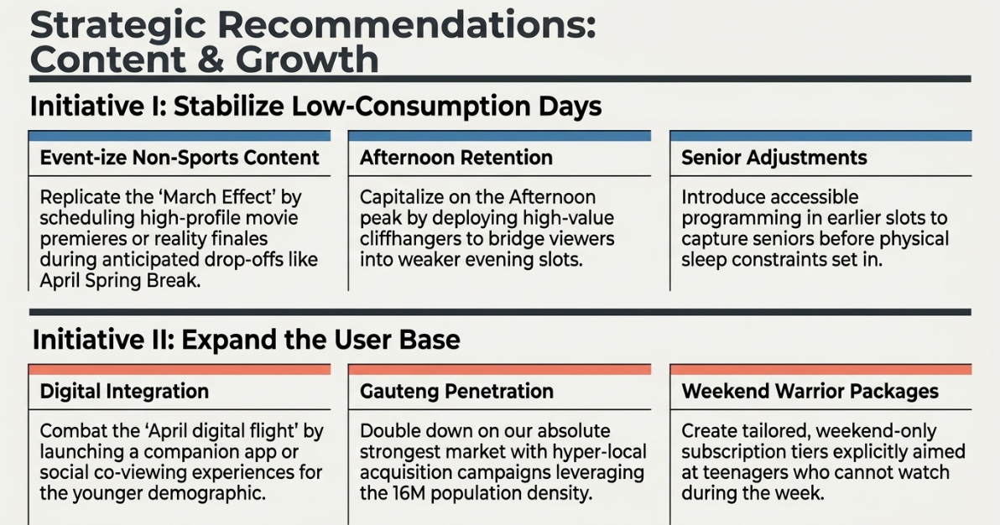 Strategic Recommendations:
Content & Growth
Initiative I: Stabilize Low-Consumption Days
Event-ize Non-Sports Content
Replicate the ‘March Effect’ by
scheduling high-profile movie
premieres or reality finales
during anticipated drop-offs like
April Spring Break.
Afternoon Retention
Capitalize on the Afternoon
peak by deploying high-value
cliffhangers to bridge viewers
into weaker evening slots.
Senior Adjustments
Introduce accessible
programming in earlier slots to
capture seniors before physical
sleep constraints set in.
Initiative II: Expand the User Base
Digital Integration
Combat the ‘April digital flight’ by
launching a companion app or
social co-viewing experiences for
the younger demographic.
Gauteng Penetration
Double down on our absolute
strongest market with hyper-local
acquisition campaigns leveraging
the 16M population density.
Weekend Warrior Packages
Create tailored, weekend-only
subscription tiers explicitly aimed
at teenagers who cannot watch
during the week.